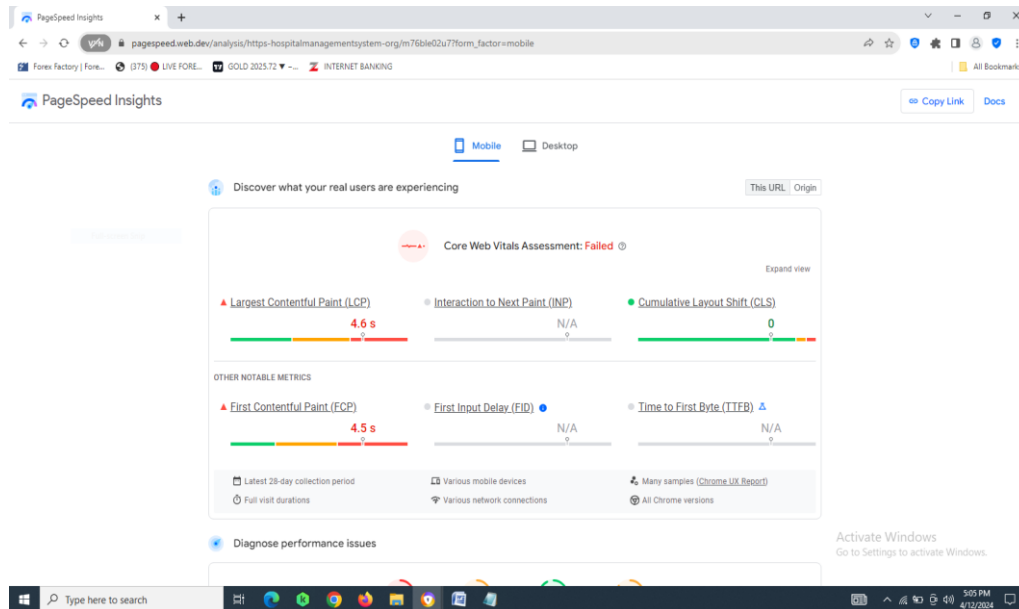 PageSpeed Insights
VPN
pagespeed.web.dev/analysis/https-hospitalmanagementsystem-org/m76ble02u7?form_factor=mobile
Forex Factory | Fore... (375) LIVE FORE... GOLD 2025.72 ▼ −... INTERNET BANKING All Bookmark
PageSpeed Insights
Copy Link Docs
Mobile Desktop
Discover what your real users are experiencing
This URL Origin
Core Web Vitals Assessment: Failed
Expand view
Largest Contentful Paint (LCP) Interaction to Next Paint (INP) Cumulative Layout Shift (CLS)
4.6 s N/A 0
OTHER NOTABLE METRICS
First Contentful Paint (FCP) First Input Delay (FID) Time to First Byte (TTFB)
4.5 s N/A N/A
Latest 28-day collection period Various mobile devices Many samples (Chrome UX Report)
Full visit durations Various network connections All Chrome versions
Diagnose performance issues
Activate Windows
Go to Settings to activate Windows.
Type here to search
5:05 PM
4/12/2024